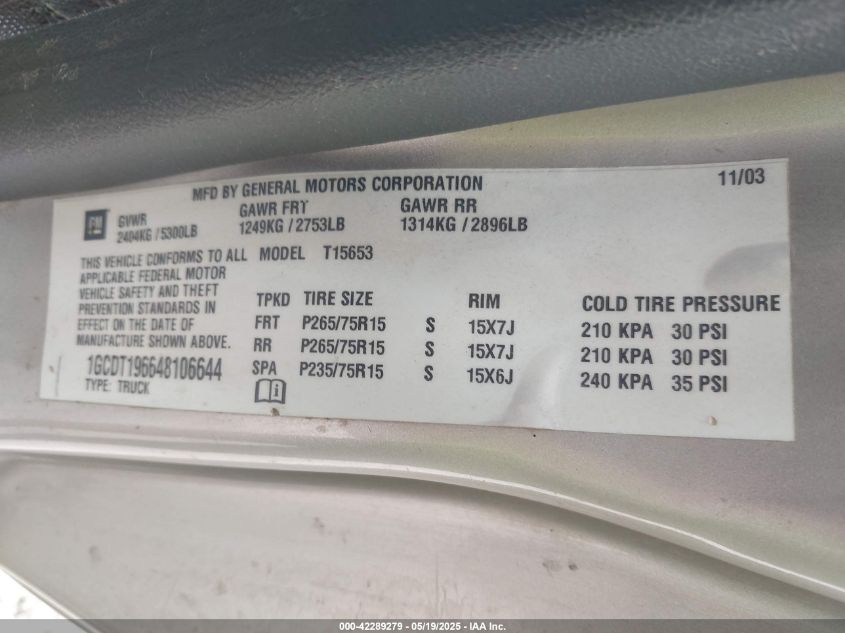 MFD BY GENERAL MOTORS CORPORATION 11/03
GM
GVWR GAWR FRT GAWR RR
2404KG / 5300LB 1249KG / 2753LB 1314KG / 2896LB
THIS VEHICLE CONFORMS TO ALL MODEL T15653
APPLICABLE FEDERAL MOTOR
VEHICLE SAFETY AND THEFT
PREVENTION STANDARDS IN
EFFECT ON THE DATE OF
MANUFACTURE SHOWN ABOVE.
1GCDT196648106644
TYPE: TRUCK
TPKD TIRE SIZE RIM COLD TIRE PRESSURE
FRT P265/75R15 S 15X7J 210 KPA 30 PSI
RR P265/75R15 S 15X7J 210 KPA 30 PSI
SPA P235/75R15 S 15X6J 240 KPA 35 PSI
i
000-42289279 - 05/19/2025 - IAA Inc.